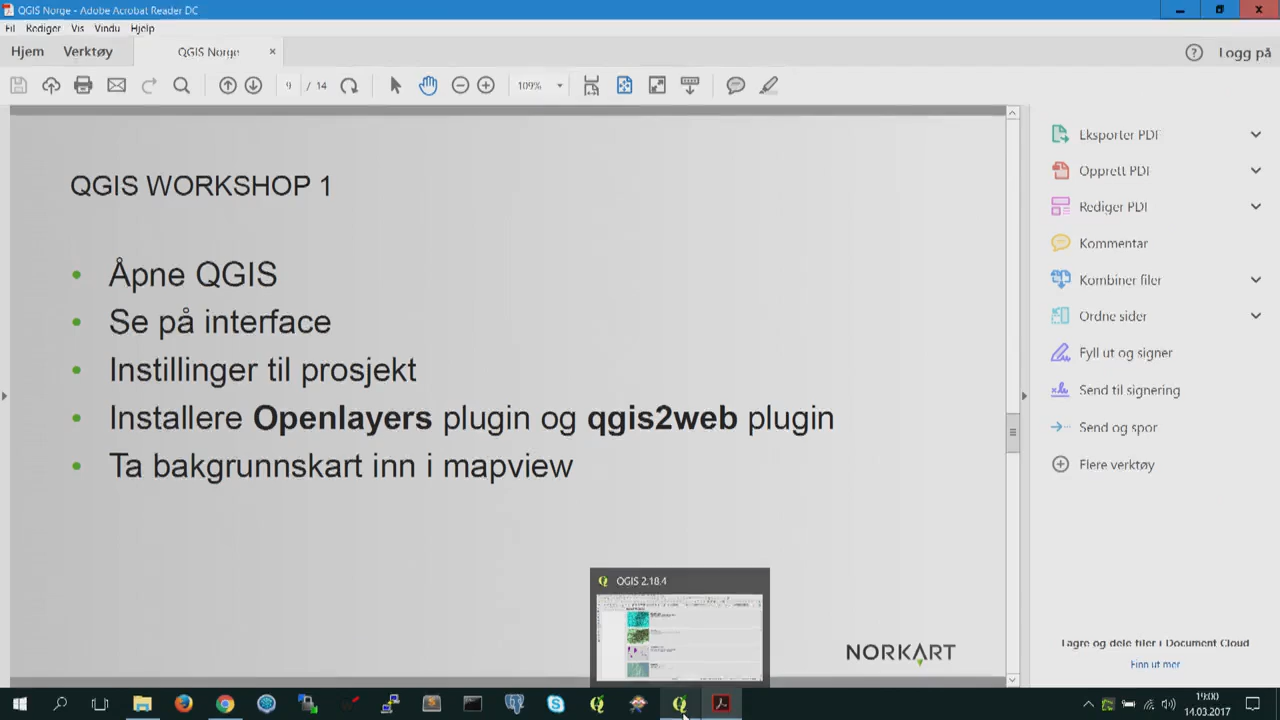 QGIS Norge - Adobe Acrobat Reader DC
Fil Rediger Vis Vindu Hjelp
Hjem Verktøy QGIS Norge × Logg på
9 / 14 109%
QGIS WORKSHOP 1
• Åpne QGIS
• Se på interface
• Instillinger til prosjekt
• Installere Openlayers plugin og qgis2web plugin
• Ta bakgrunnskart inn i mapview
NORKART
Eksporter PDF
Opprett PDF
Rediger PDF
Kommentar
Kombiner filer
Ordne sider
Fyll ut og signer
Send til signering
Send og spor
Flere verktøy
Lagre og dele filer i Document Cloud
Finn ut mer
QGIS 2.18.4
19:00
14.03.2017